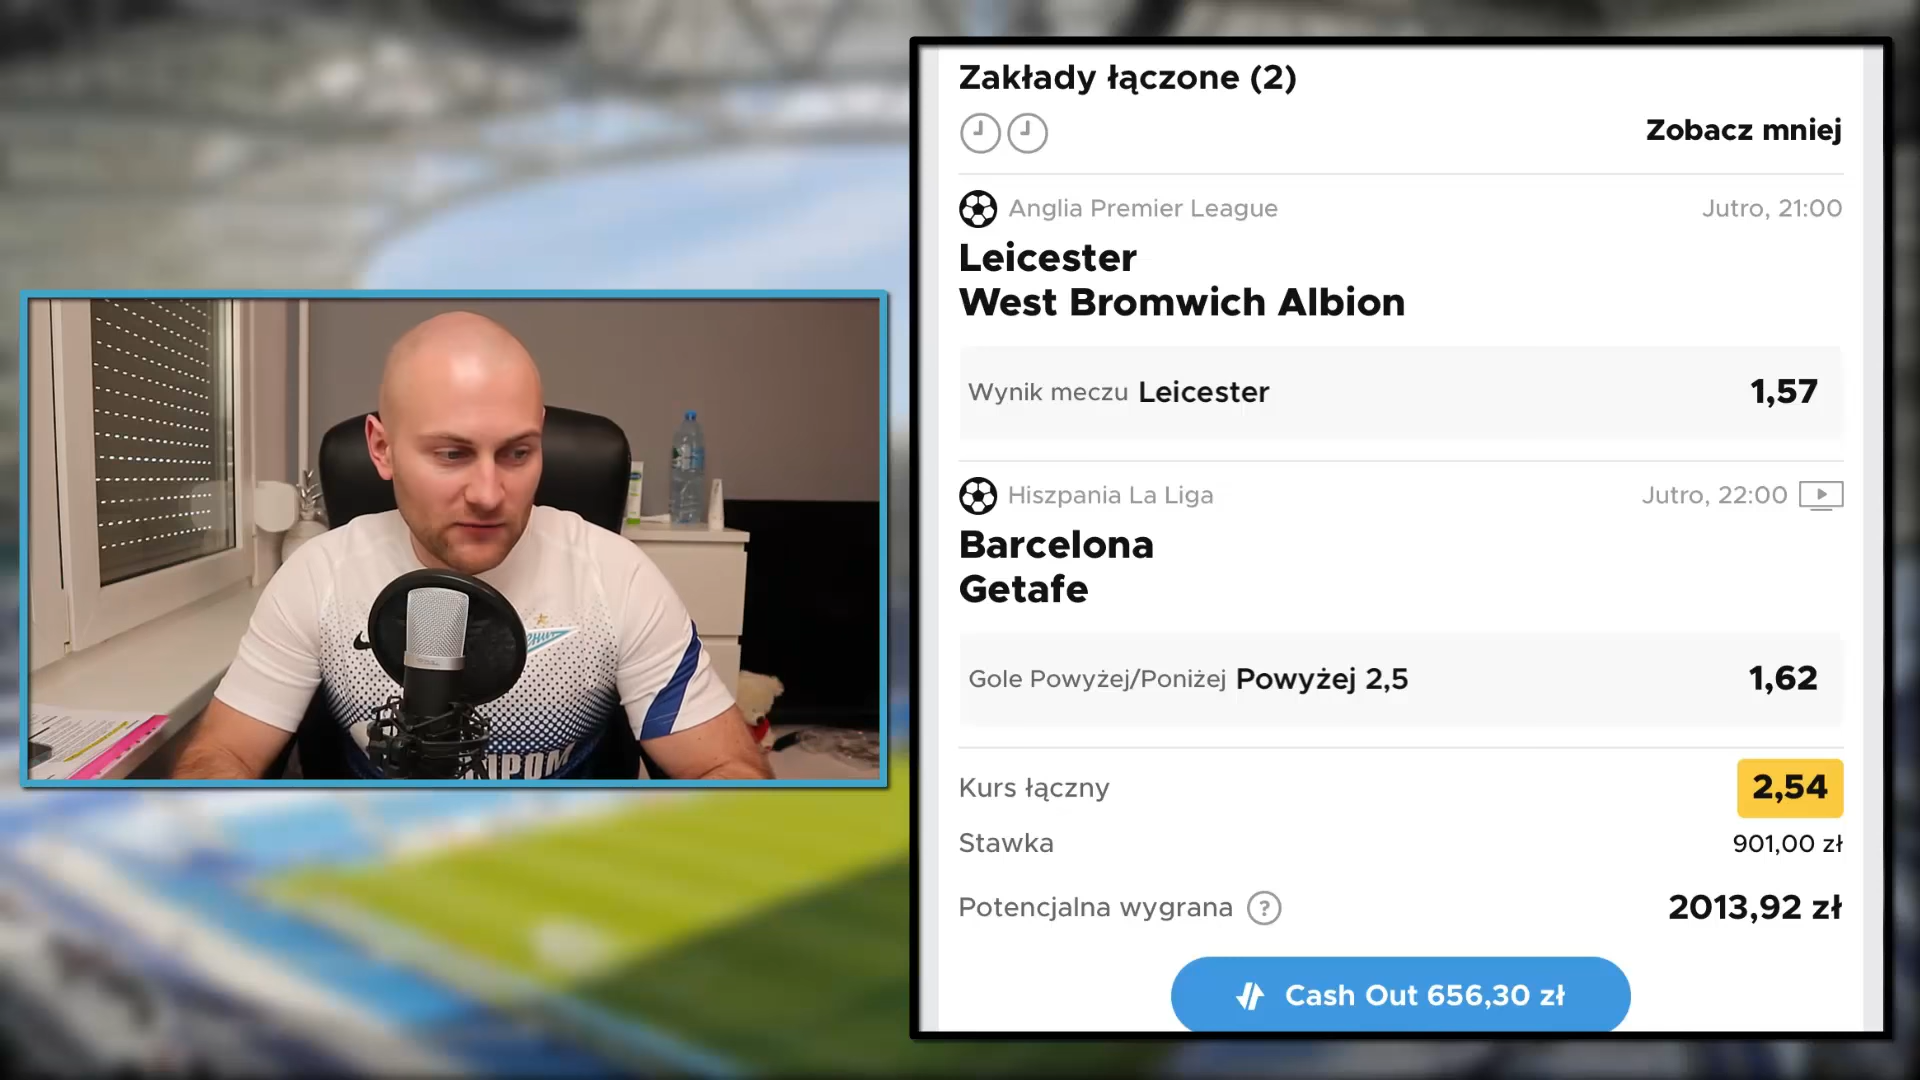 Zakłady łączone (2)
Zobacz mniej
Anglia Premier League Jutro, 21:00
Leicester
West Bromwich Albion
Wynik meczu Leicester 1,57
Hiszpania La Liga Jutro, 22:00
Barcelona
Getafe
Gole Powyżej/Poniżej Powyżej 2,5 1,62
Kurs łączny 2,54
Stawka 901,00 zł
Potencjalna wygrana ? 2013,92 zł
Cash Out 656,30 zł